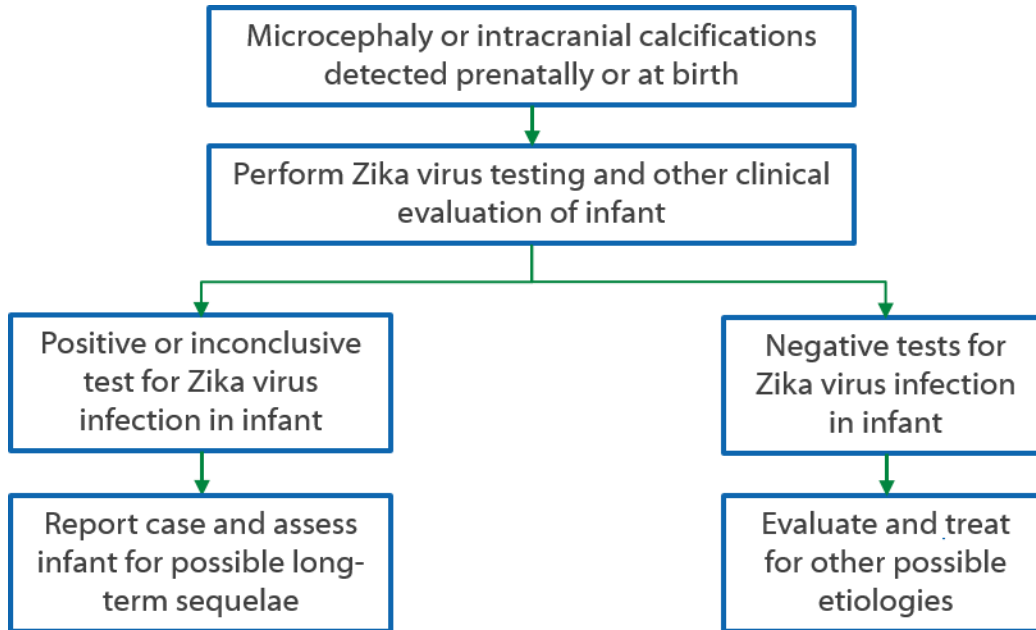 Microcephaly or intracranial calcifications
detected prenatally or at birth
Perform Zika virus testing and other clinical
evaluation of infant
Positive or inconclusive
test for Zika virus
infection in infant
Negative tests for
Zika virus infection
in infant
Report case and assess
infant for possible long-
term sequelae
Evaluate and treat
for other possible
etiologies